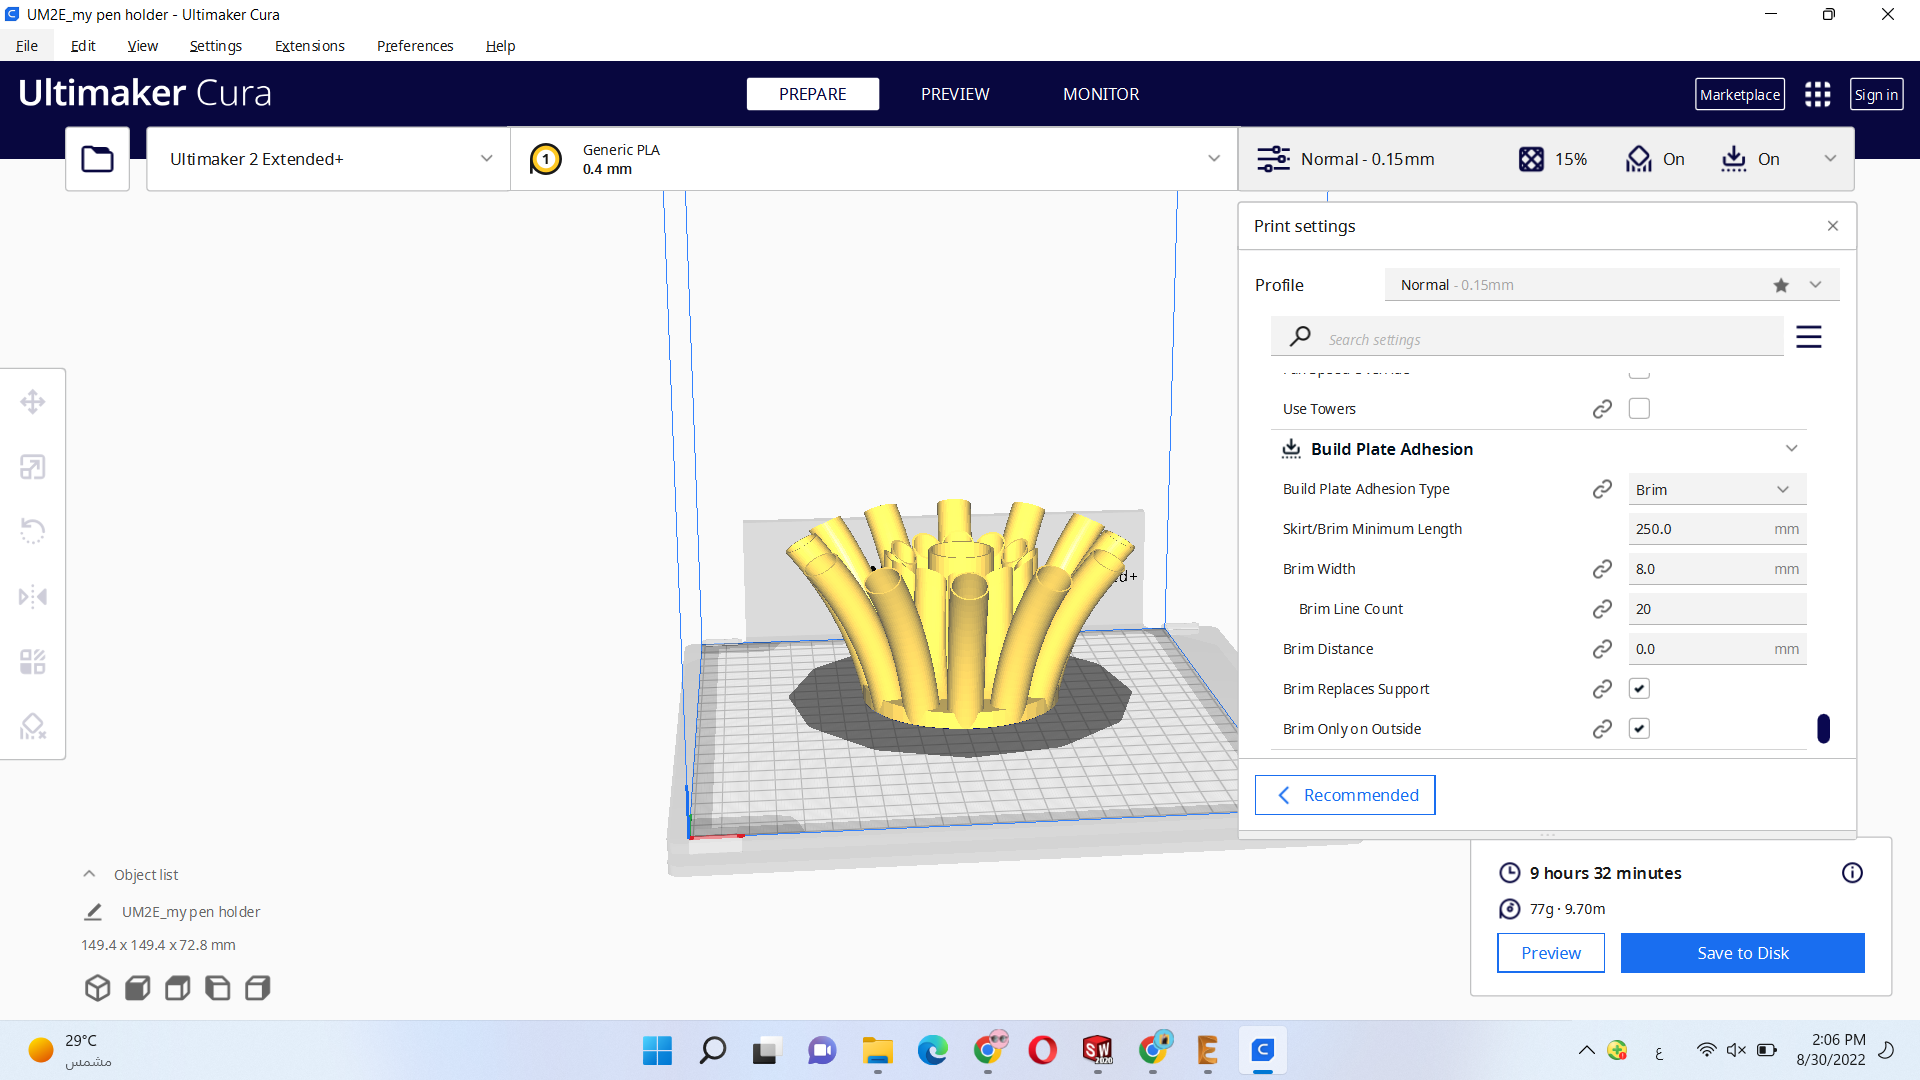 UM2E_my pen holder - Ultimaker Cura
File Edit View Settings Extensions Preferences Help
Ultimaker Cura
PREPARE PREVIEW MONITOR
Marketplace
Sign in
Ultimaker 2 Extended+
1
Generic PLA
0.4 mm
Normal - 0.15mm 15% On On
Print settings
Profile Normal - 0.15mm
Search settings
Use Towers
Build Plate Adhesion
Build Plate Adhesion Type Brim
Skirt/Brim Minimum Length 250.0 mm
Brim Width 8.0 mm
Brim Line Count 20
Brim Distance 0.0 mm
Brim Replaces Support
Brim Only on Outside
Recommended
Object list
UM2E_my pen holder
149.4 x 149.4 x 72.8 mm
9 hours 32 minutes
77g · 9.70m
Preview Save to Disk
29°C
مشمس
SW
2020
ع
2:06 PM
8/30/2022